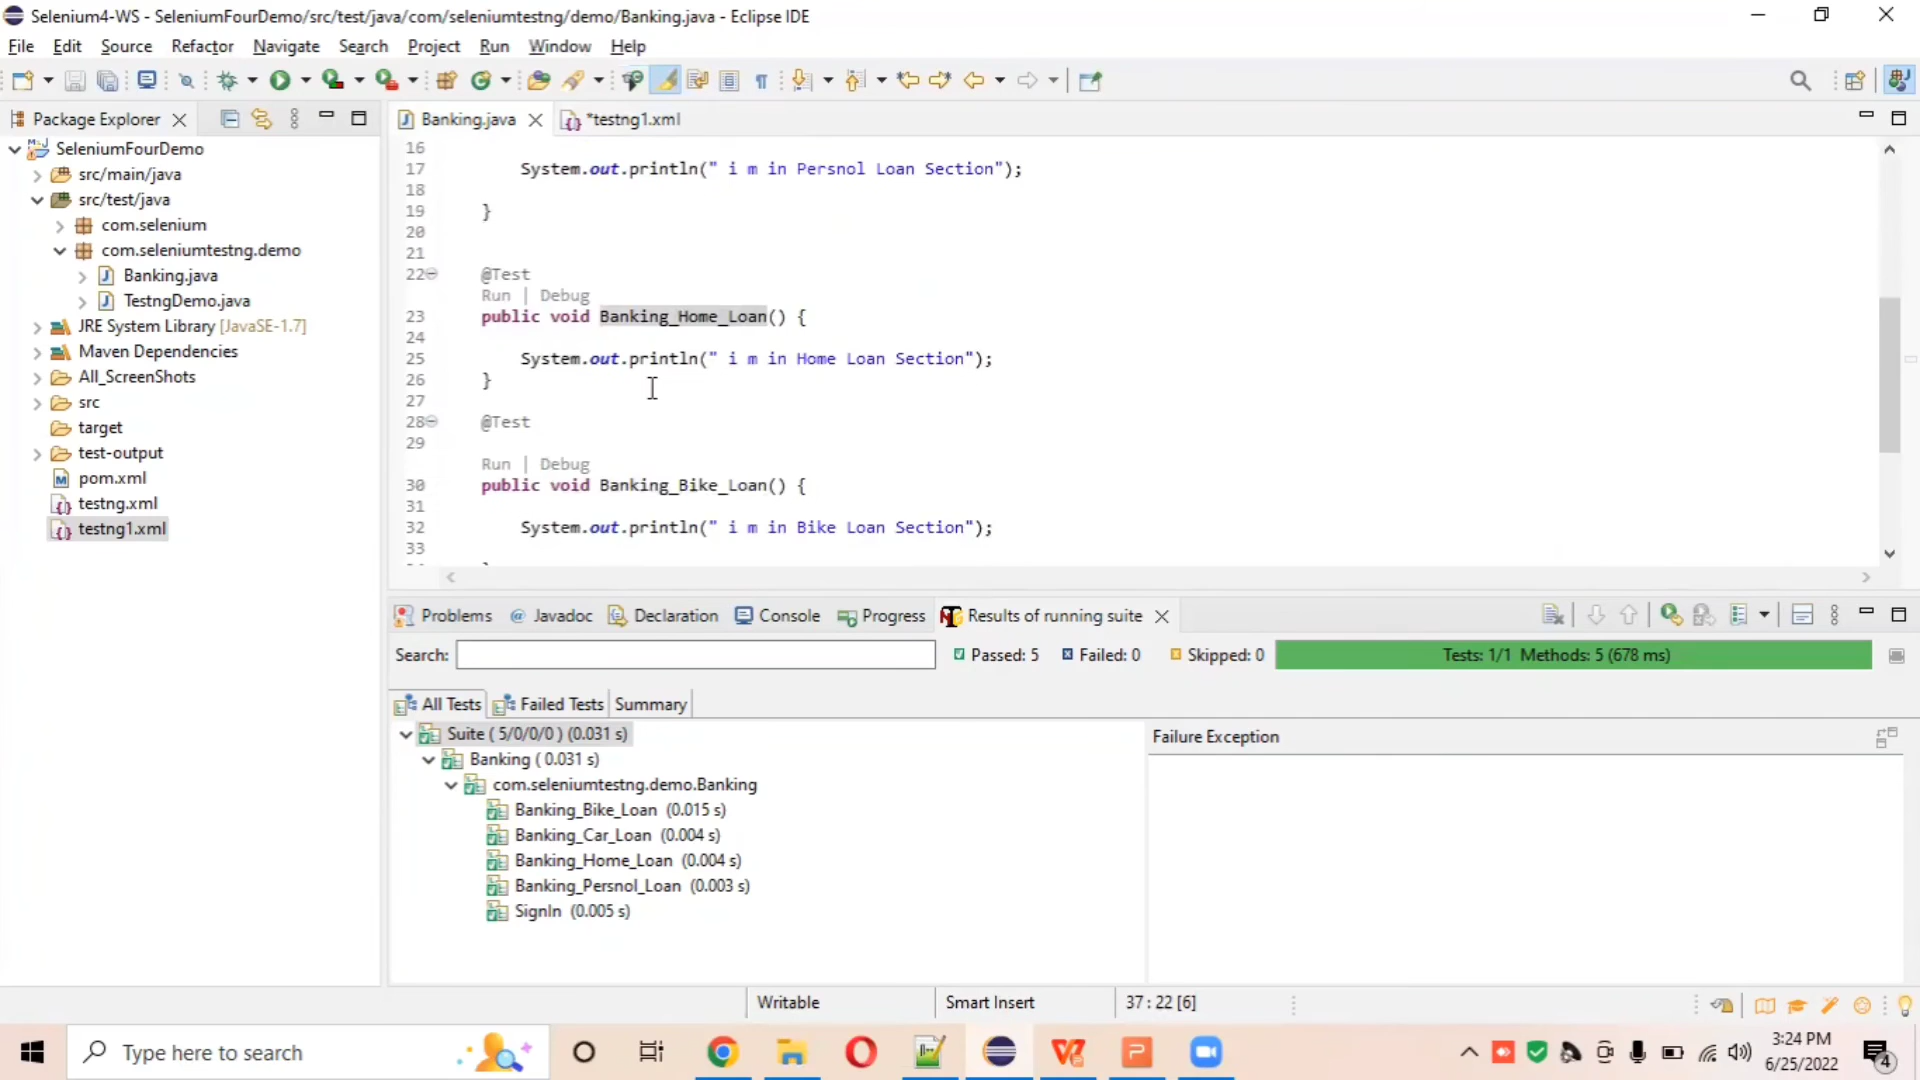 Selenium4-WS - SeleniumFourDemo/src/test/java/com/seleniumtestng/demo/Banking.java - Eclipse IDE
File Edit Source Refactor Navigate Search Project Run Window Help
Package Explorer
Banking.java
*testng1.xml
SeleniumFourDemo
src/main/java
src/test/java
com.selenium
com.seleniumtestng.demo
Banking.java
TestngDemo.java
JRE System Library [JavaSE-1.7]
Maven Dependencies
All_ScreenShots
src
target
test-output
pom.xml
testng.xml
testng1.xml
16
17 System.out.println(" i m in Persnol Loan Section");
18
19 }
20
21
22 @Test
Run | Debug
23 public void Banking_Home_Loan() {
24
25 System.out.println(" i m in Home Loan Section");
26 }
27
28 @Test
29
Run | Debug
30 public void Banking_Bike_Loan() {
31
32 System.out.println(" i m in Bike Loan Section");
33
Problems @ Javadoc Declaration Console Progress Results of running suite
Search: Passed: 5 Failed: 0 Skipped: 0 Tests: 1/1 Methods: 5 (678 ms)
All Tests Failed Tests Summary
Suite ( 5/0/0/0 ) (0.031 s)
Banking ( 0.031 s)
com.seleniumtestng.demo.Banking
Banking_Bike_Loan (0.015 s)
Banking_Car_Loan (0.004 s)
Banking_Home_Loan (0.004 s)
Banking_Persnol_Loan (0.003 s)
SignIn (0.005 s)
Failure Exception
Writable Smart Insert 37 : 22 [6]
Type here to search
3:24 PM
6/25/2022
4